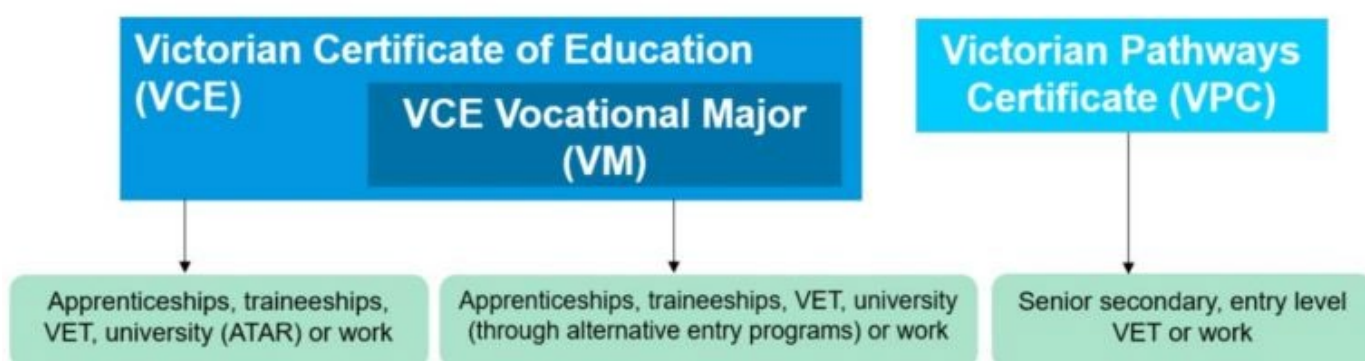 Victorian Certificate of Education
(VCE)
VCE Vocational Major
(VM)
Victorian Pathways
Certificate (VPC)
Apprenticeships, traineeships,
VET, university (ATAR) or work
Apprenticeships, traineeships, VET, university
(through alternative entry programs) or work
Senior secondary, entry level
VET or work